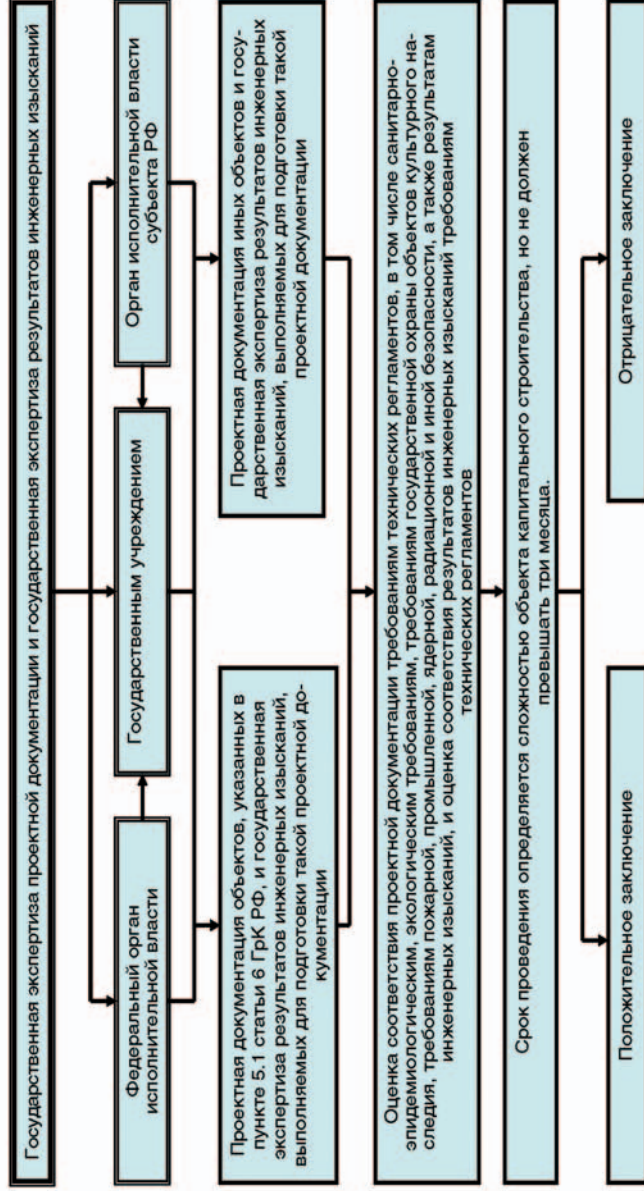 Государственная экспертиза проектной документации и государственная экспертиза результатов инженерных изысканий
Федеральный орган
исполнительной власти
Государственным учреждением
Орган исполнительной власти
субъекта РФ
Проектная документация объектов, указанных в
пункте 5.1 статьи 6 ГрК РФ, и государственная
экспертиза результатов инженерных изысканий,
выполняемых для подготовки такой проектной до-
кументации
Проектная документация иных объектов и госу-
дарственная экспертиза результатов инженерных
изысканий, выполняемых для подготовки такой
проектной документации
Оценка соответствия проектной документации требованиям технических регламентов, в том числе санитарно-
эпидемиологическим, экологическим требованиям, требованиям государственной охраны объектов культурного на-
следия, требованиям пожарной, промышленной, ядерной, радиационной и иной безопасности, а также результатам
инженерных изысканий, и оценка соответствия результатов инженерных изысканий требованиям
технических регламентов
Срок проведения определяется сложностью объекта капитального строительства, но не должен
превышать три месяца.
Положительное заключение
Отрицательное заключение